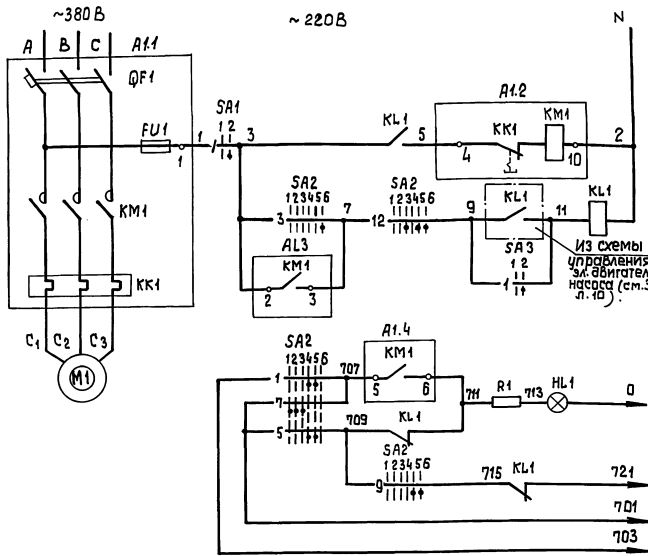 ~380 В
~ 220В
N
А В С А1.1
QF1
SA1
1 2
FU1
1
1
3
KL1
5
А1.2
KK1
KM1
4
10
2
SA2
123456
3
7
SA2
123456
12
9
KL1
11
KL1
AL3
KM1
2
3
SA3
1 2
1
Из схемы
управления
эл. двигател
насоса (см.
л. 10)
KM1
KK1
C1 C2 C3
M1
SA2
123456
1
707
А1.4
KM1
5
6
7
711
R1
713
HL1
0
5
709
KL1
SA2
123456
9
715
KL1
721
701
703